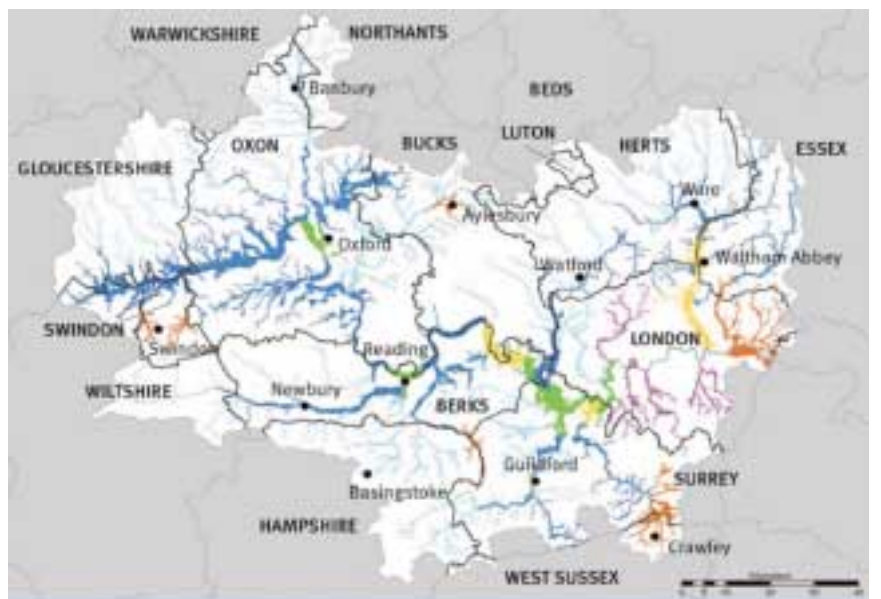 WARWICKSHIRE
NORTHANTS
Banbury
BEDS
BUCKS
LUTON
HERTS
ESSEX
OXON
GLOUCESTERSHIRE
Ware
Aylesbury
Oxford
Watford
Waltham Abbey
SWINDON
Swindon
Reading
LONDON
WILTSHIRE
Newbury
BERKS
Guildford
SURREY
Basingstoke
HAMPSHIRE
Crawley
WEST SUSSEX